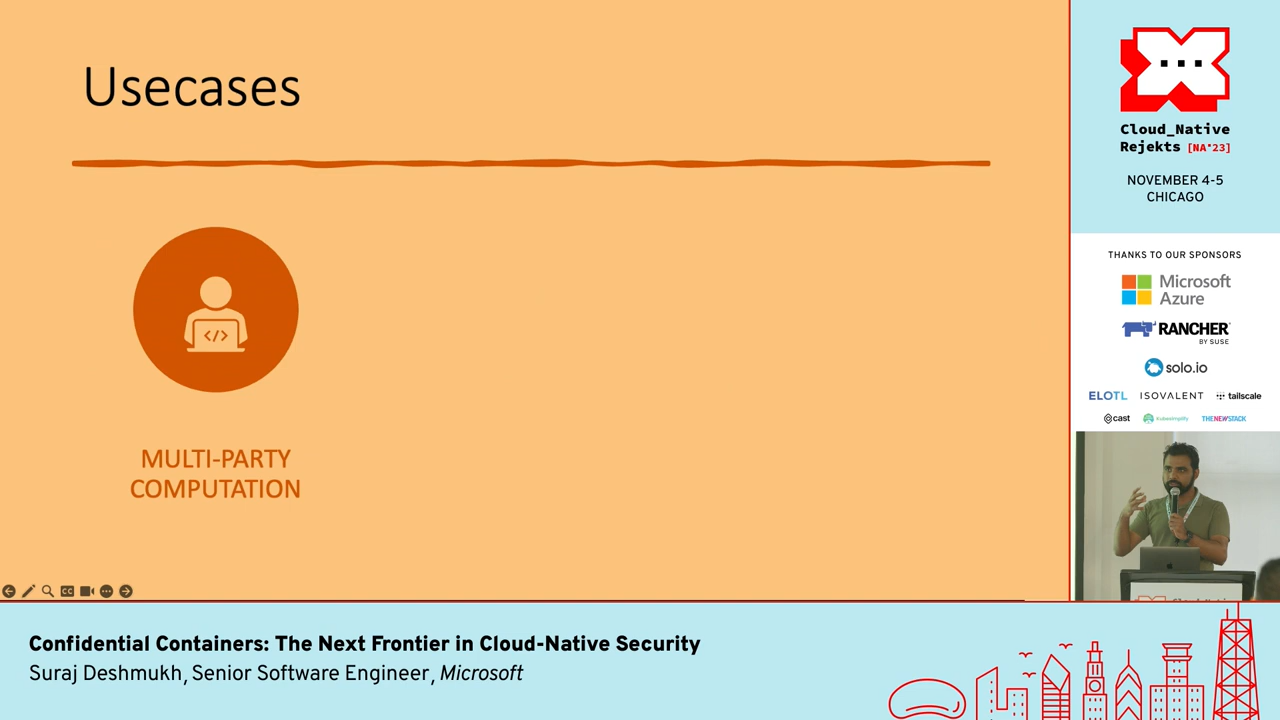 Usecases
</>
MULTI-PARTY
COMPUTATION
CC
Cloud_Native
Rejekts [NA'23]
NOVEMBER 4-5
CHICAGO
THANKS TO OUR SPONSORS
Microsoft
Azure
RANCHER
BY SUSE
solo.io
ELOTL ISOVALENT tailscale
cast Kubesimplify THENEWSTACK
Confidential Containers: The Next Frontier in Cloud-Native Security
Suraj Deshmukh, Senior Software Engineer, Microsoft